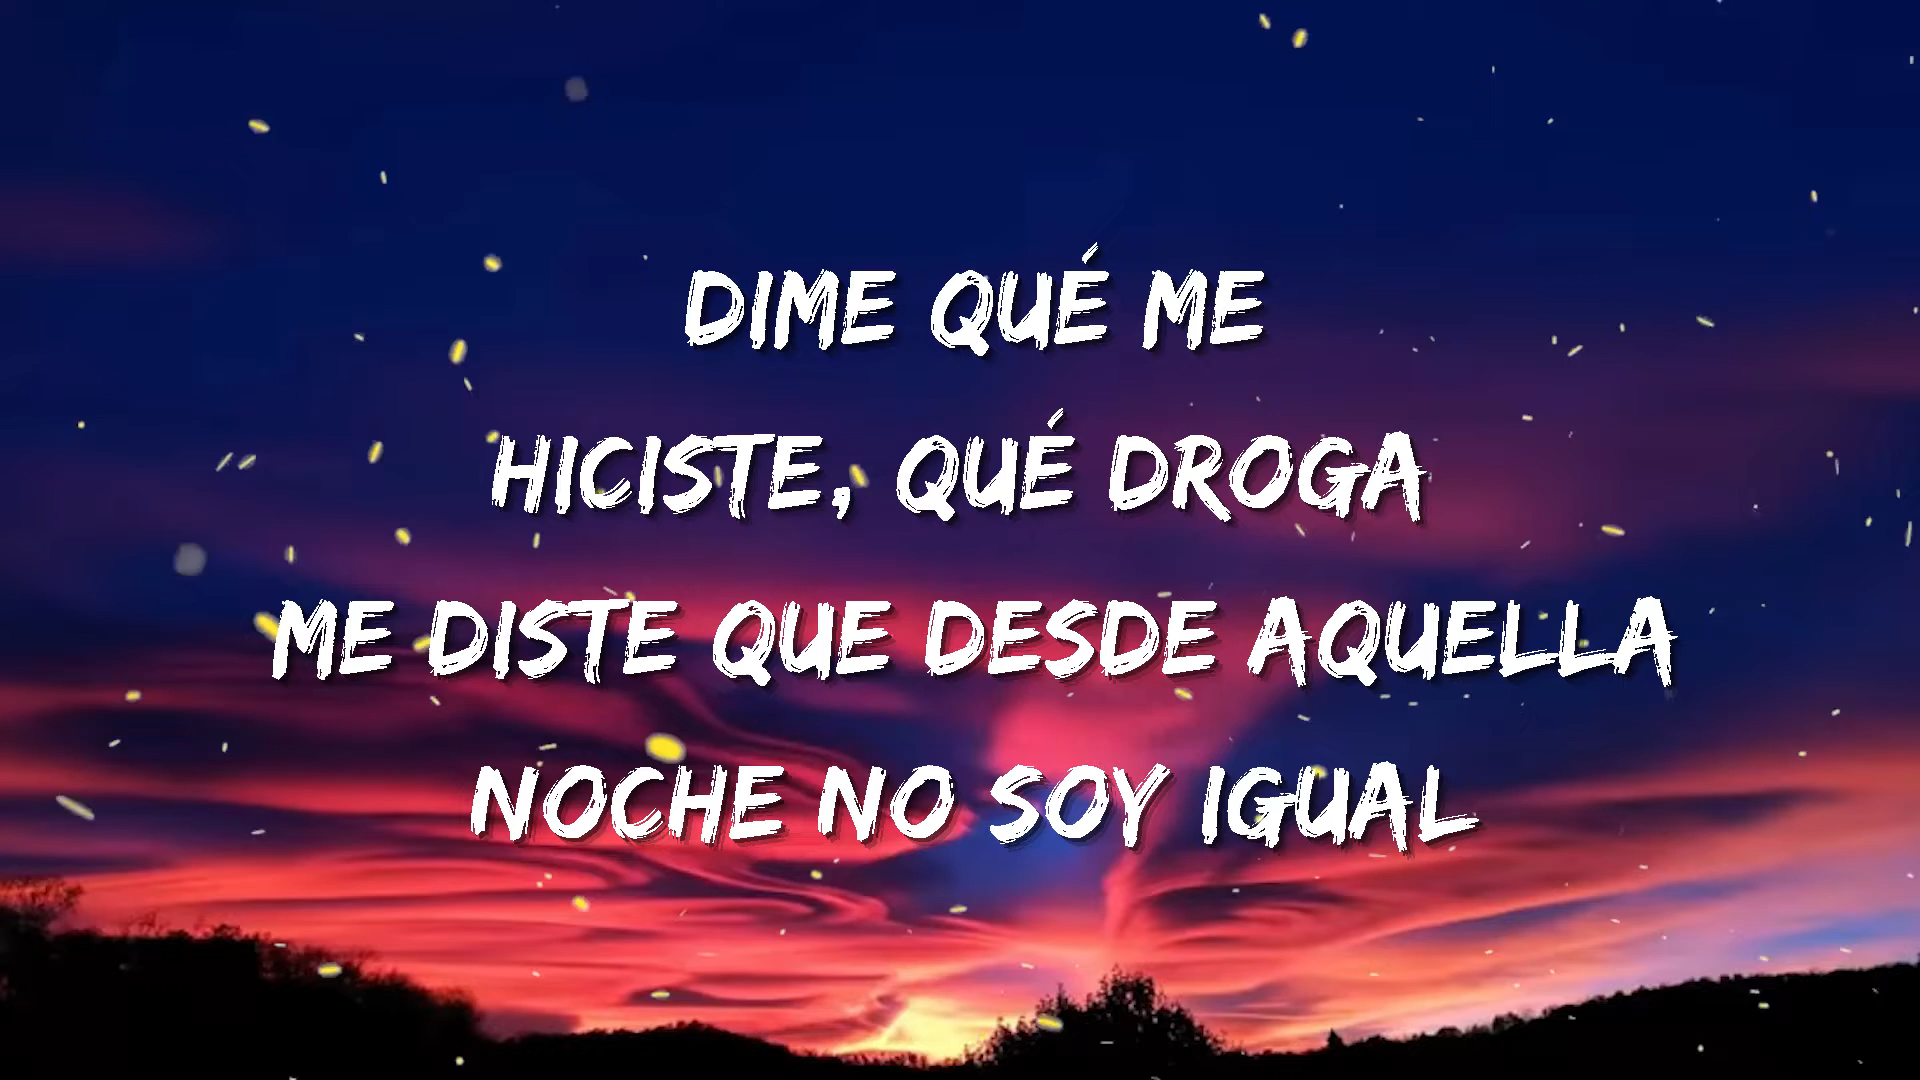 DIME QUÉ ME
HICISTE, QUÉ DROGA
ME DISTE QUE DESDE AQUELLA
NOCHE NO SOY IGUAL